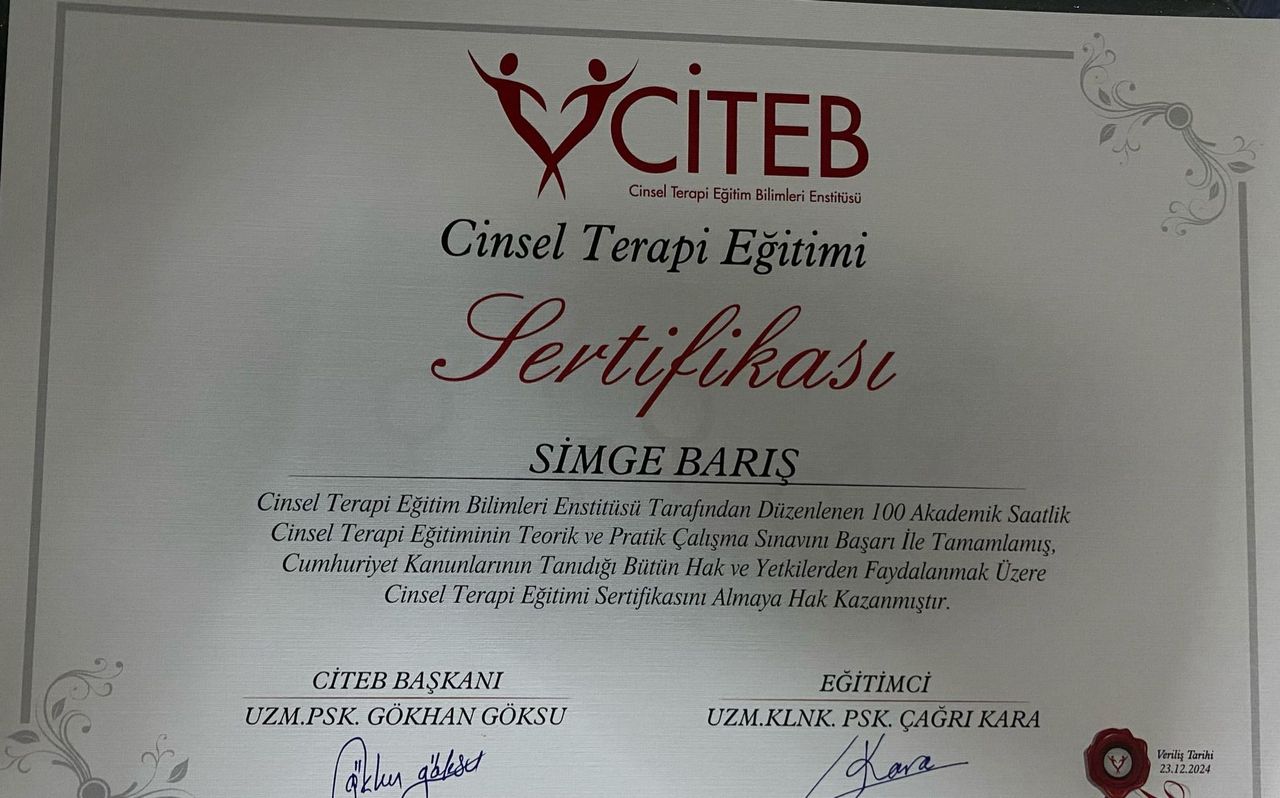 CİTEB
Cinsel Terapi Eğitim Bilimleri Enstitüsü
Cinsel Terapi Eğitimi
Sertifikası
SİMGE BARIŞ
Cinsel Terapi Eğitim Bilimleri Enstitüsü Tarafından Düzenlenen 100 Akademik Saatlik
Cinsel Terapi Eğitiminin Teorik ve Pratik Çalışma Sınavını Başarı İle Tamamlamış,
Cumhuriyet Kanunlarının Tanıdığı Bütün Hak ve Yetkilerden Faydalanmak Üzere
Cinsel Terapi Eğitimi Sertifikasını Almaya Hak Kazanmıştır.
CİTEB BAŞKANI
UZM.PSK. GÖKHAN GÖKSU
Gökhan göksu
EĞİTİMCİ
UZM.KLNK. PSK. ÇAĞRI KARA
Kara
Veriliş Tarihi
23.12.2024